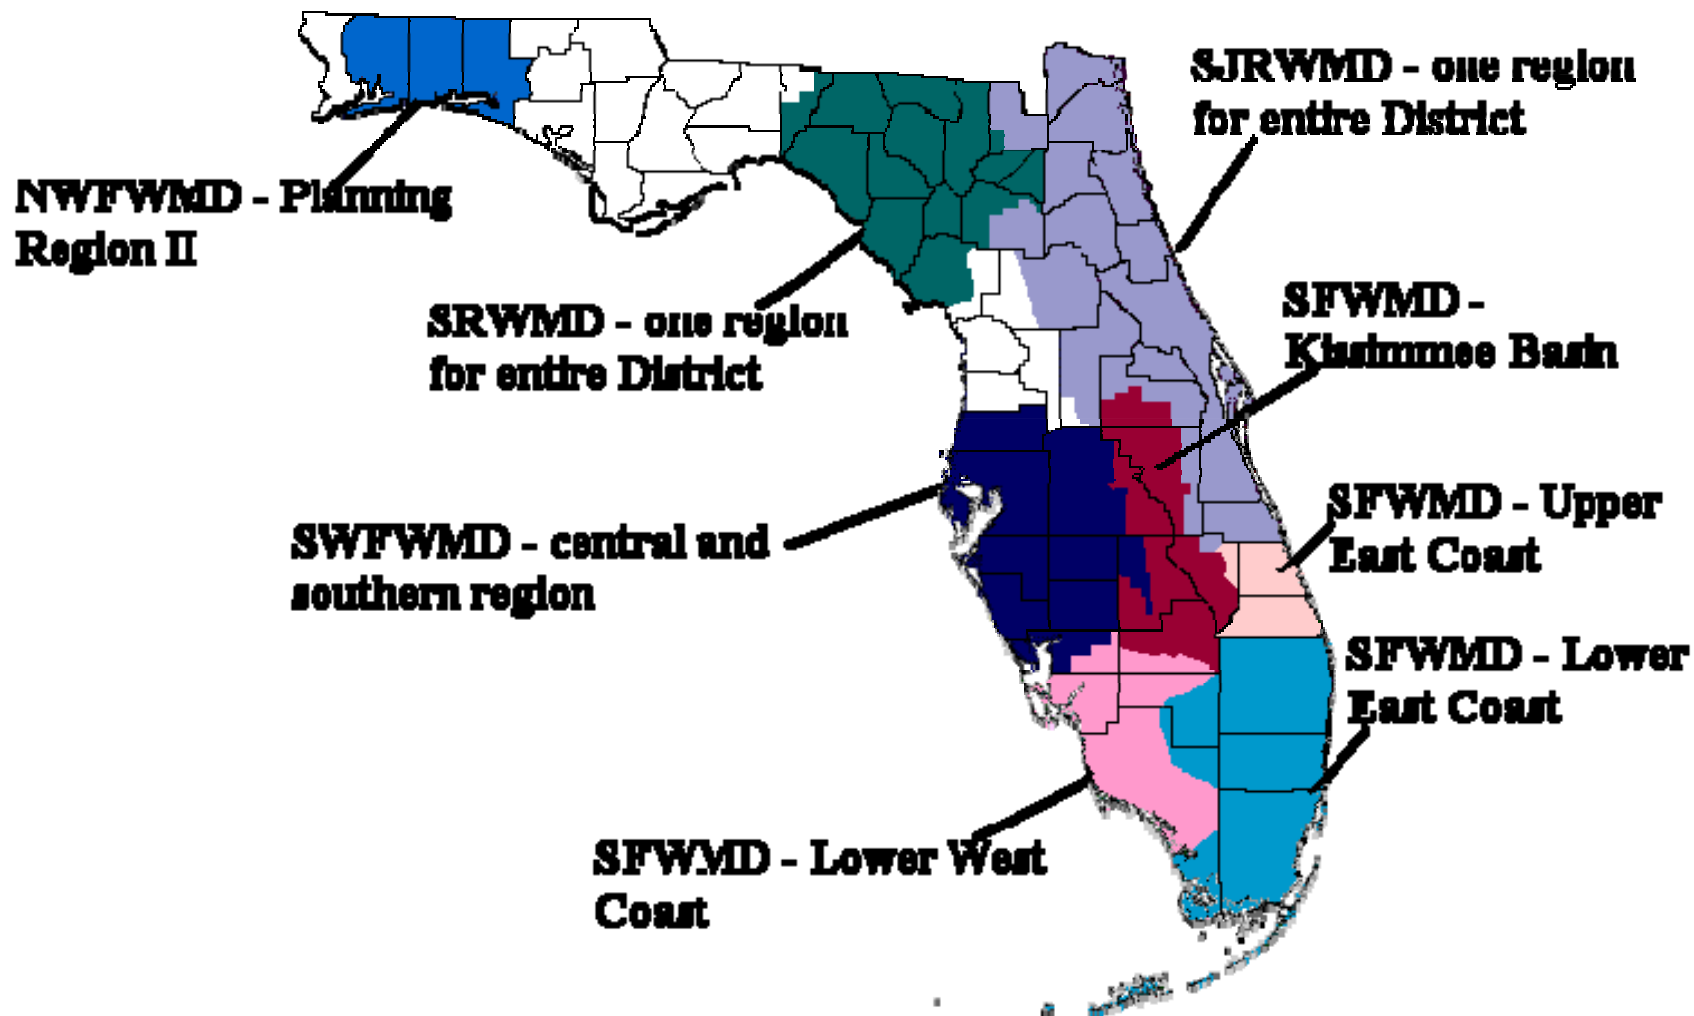 SJRWMD - one region
for entire District
NWFWMD - Planning
Region II
SFWMD -
Kissimmee Basin
SRWMD - one region
for entire District
SFWMD - Upper
East Coast
SWFWMD - central and
southern region
SFWMD - Lower
East Coast
SFWMD - Lower West
Coast